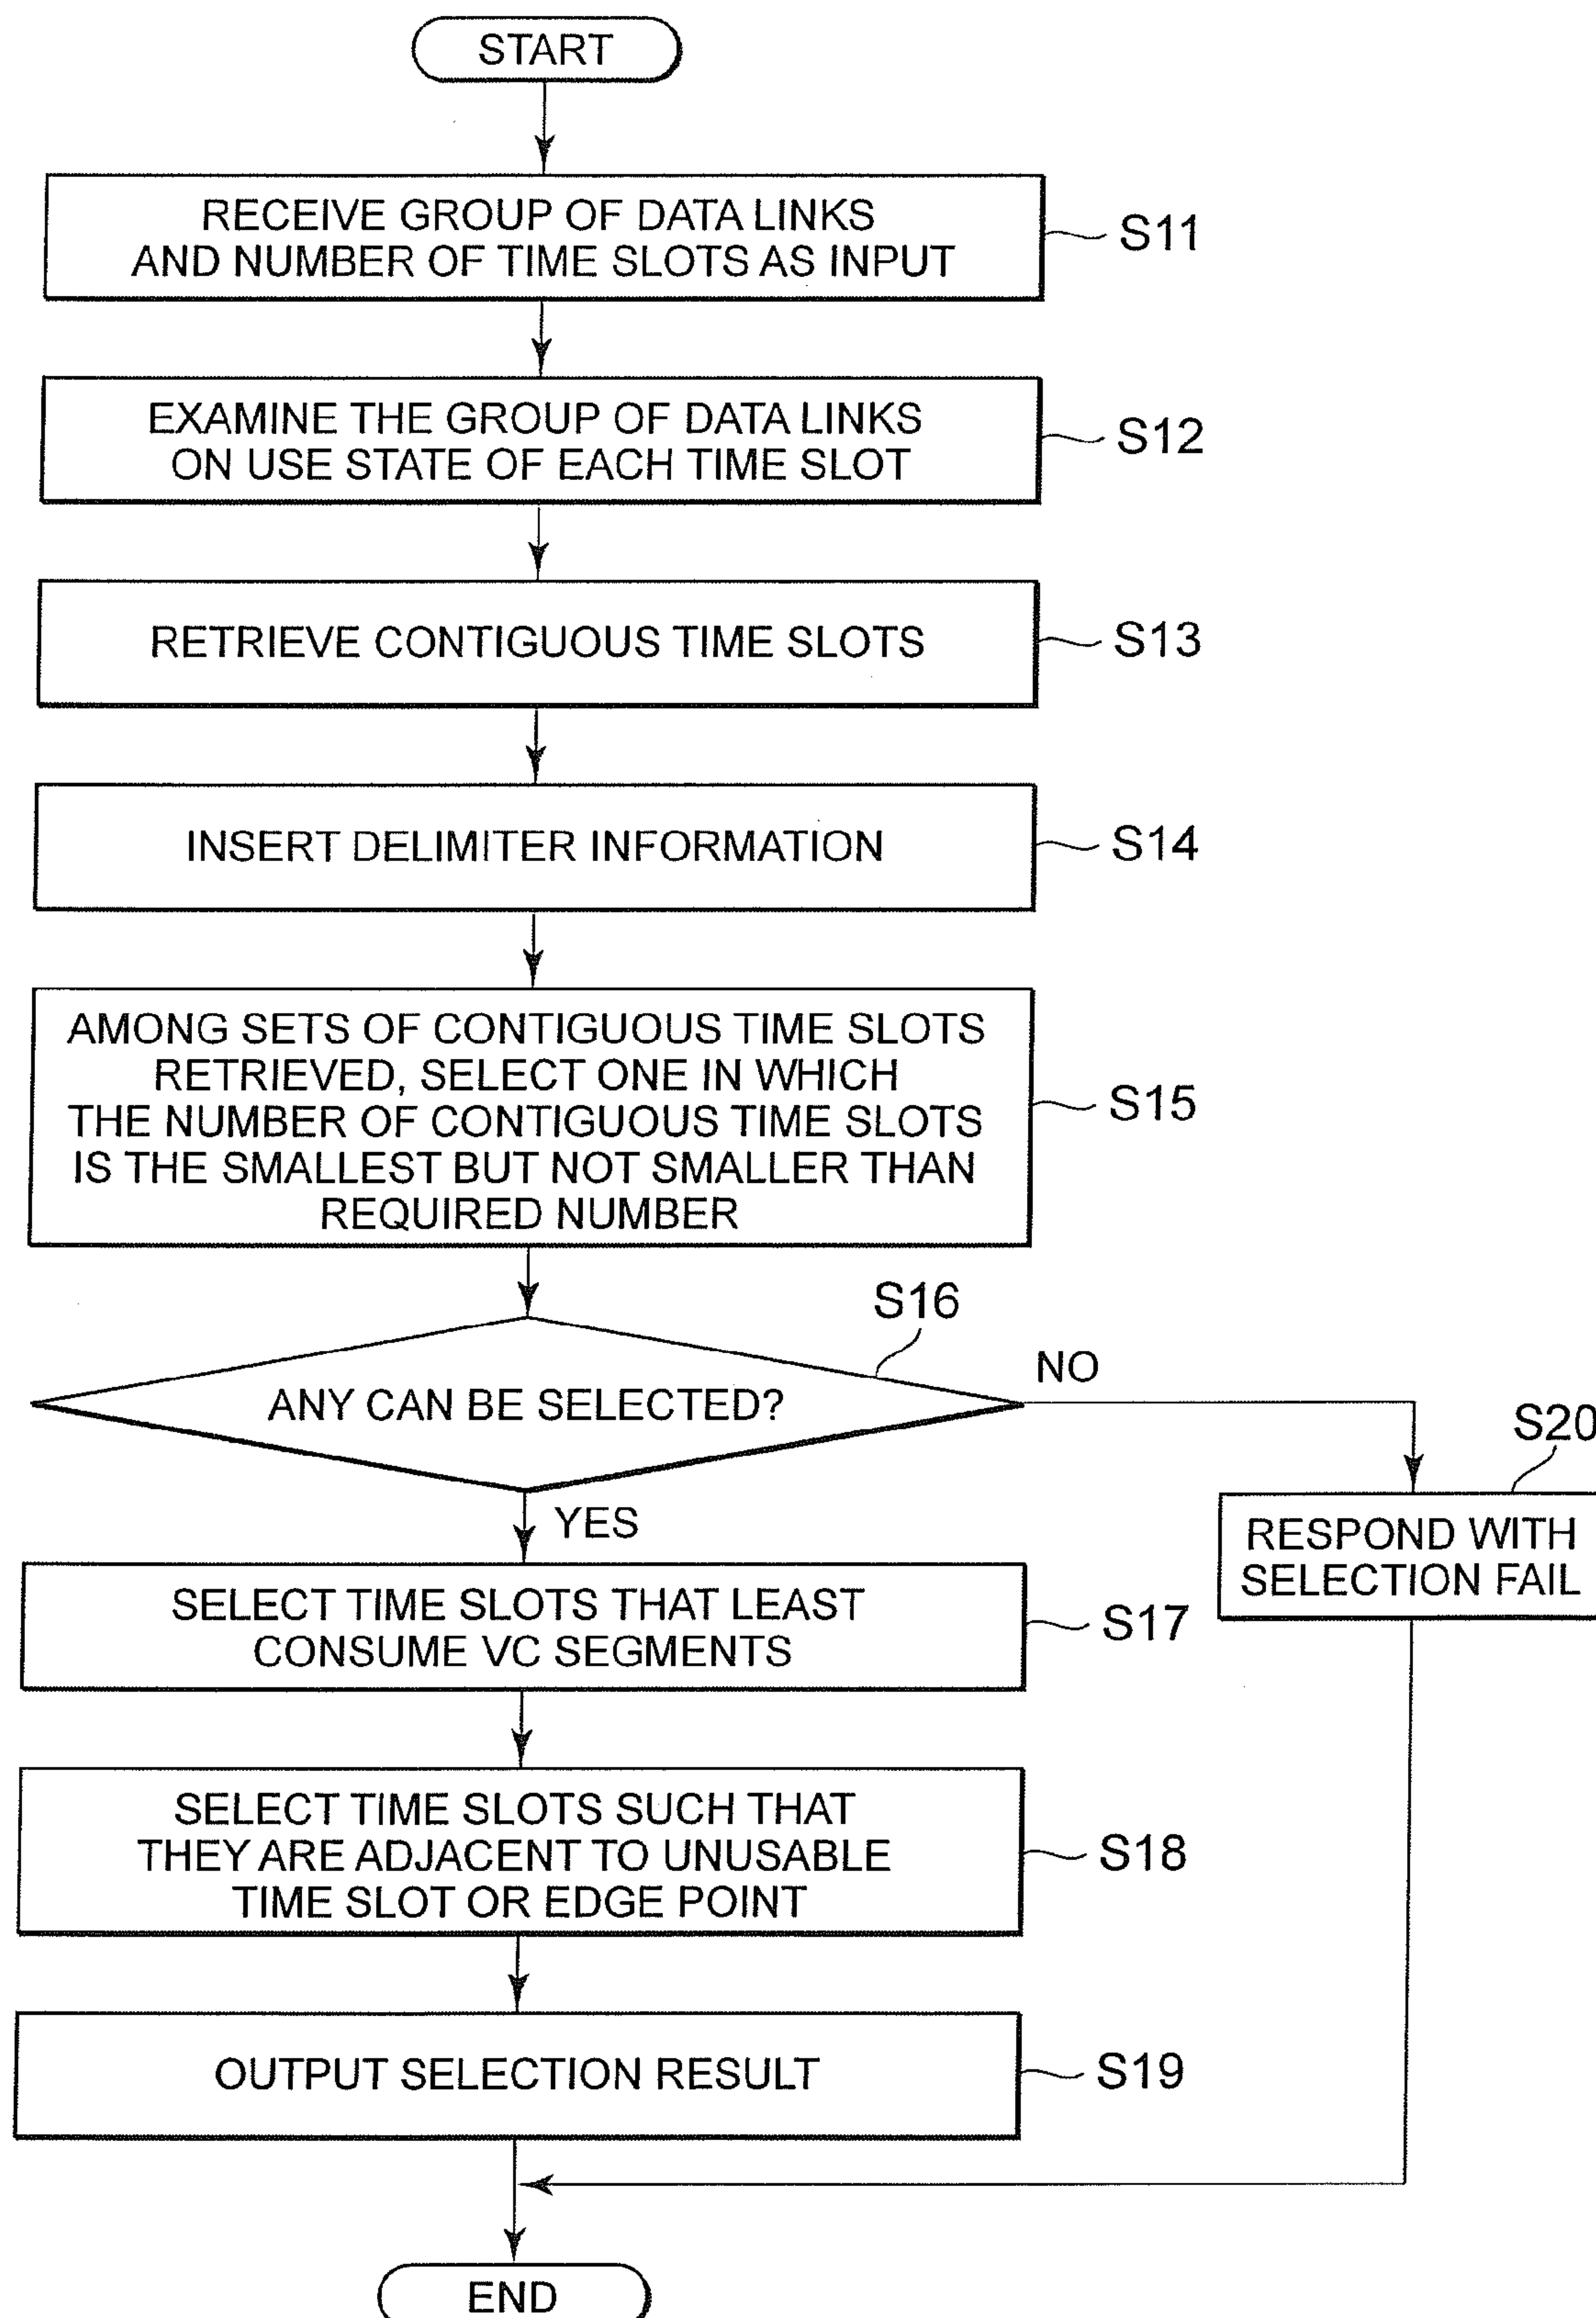 START
RECEIVE GROUP OF DATA LINKS
AND NUMBER OF TIME SLOTS AS INPUT
S11
EXAMINE THE GROUP OF DATA LINKS
ON USE STATE OF EACH TIME SLOT
S12
RETRIEVE CONTIGUOUS TIME SLOTS
S13
INSERT DELIMITER INFORMATION
S14
AMONG SETS OF CONTIGUOUS TIME SLOTS
RETRIEVED, SELECT ONE IN WHICH
THE NUMBER OF CONTIGUOUS TIME SLOTS
IS THE SMALLEST BUT NOT SMALLER THAN
REQUIRED NUMBER
S15
S16
ANY CAN BE SELECTED?
NO
YES
S20
RESPOND WITH
SELECTION FAIL
SELECT TIME SLOTS THAT LEAST
CONSUME VC SEGMENTS
S17
SELECT TIME SLOTS SUCH THAT
THEY ARE ADJACENT TO UNUSABLE
TIME SLOT OR EDGE POINT
S18
OUTPUT SELECTION RESULT
S19
END